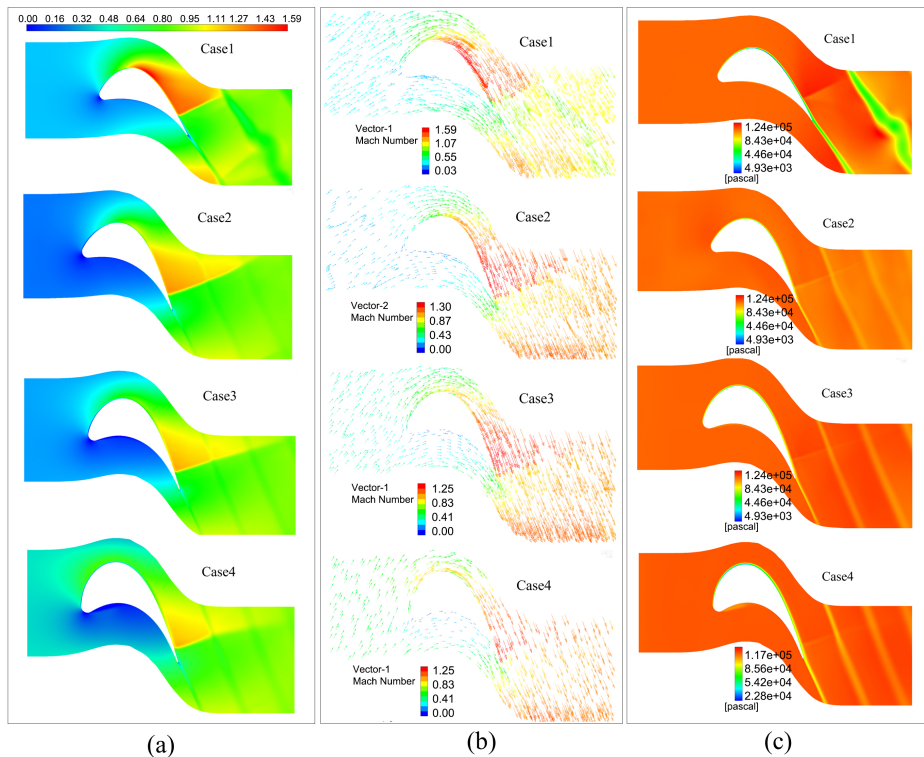 0.00 0.16 0.32 0.48 0.64 0.80 0.95 1.11 1.27 1.43 1.59
Case1
Case2
Case3
Case4
(a)
Case1
Vector-1
Mach Number
1.59
1.07
0.55
0.03
Case2
Vector-2
Mach Number
1.30
0.87
0.43
0.00
Case3
Vector-1
Mach Number
1.25
0.83
0.41
0.00
Case4
Vector-1
Mach Number
1.25
0.83
0.41
0.00
(b)
Case1
1.24e+05
8.43e+04
4.46e+04
4.93e+03
[pascal]
Case2
1.24e+05
8.43e+04
4.46e+04
4.93e+03
[pascal]
Case3
1.24e+05
8.43e+04
4.46e+04
4.93e+03
[pascal]
Case4
1.17e+05
8.56e+04
5.42e+04
2.28e+04
[pascal]
(c)